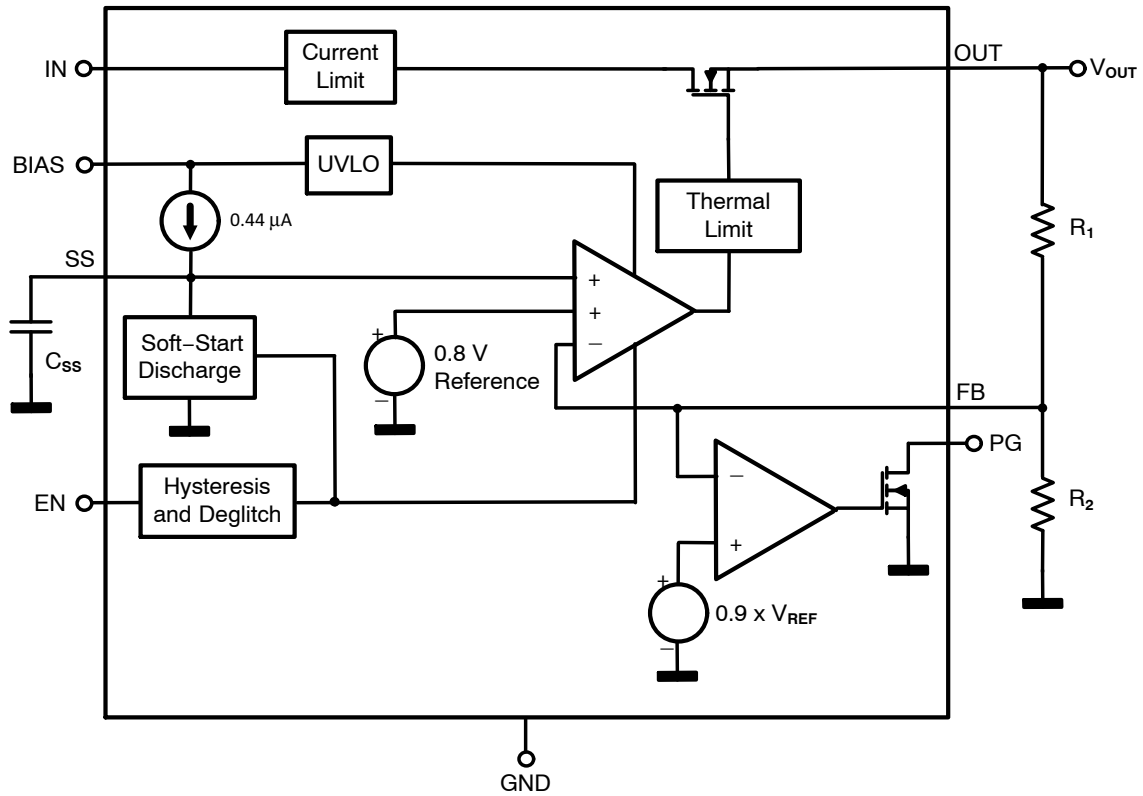 IN
Current
Limit
OUT
VOUT
BIAS
UVLO
Thermal
Limit
0.44 µA
R1
SS
+
+
−
Soft−Start
Discharge
CSS
+
0.8 V
Reference
−
FB
PG
EN
Hysteresis
and Deglitch
−
+
R2
+
0.9 x VREF
−
GND